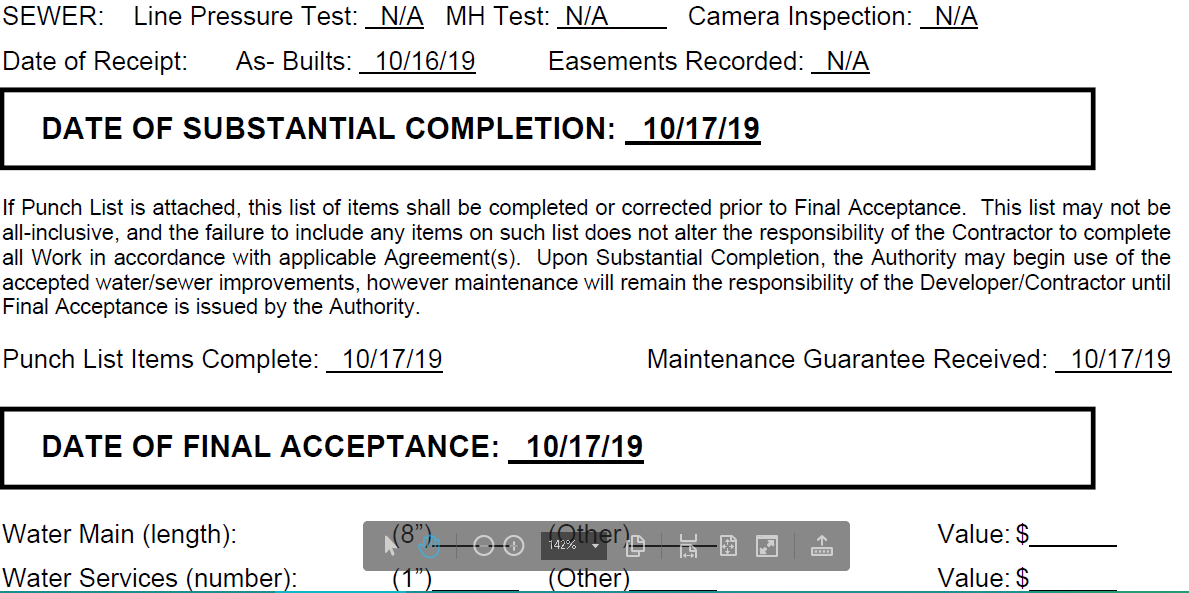 SEWER: Line Pressure Test: N/A MH Test: N/A Camera Inspection: N/A
Date of Receipt: As- Builts: 10/16/19 Easements Recorded: N/A
DATE OF SUBSTANTIAL COMPLETION: 10/17/19
If Punch List is attached, this list of items shall be completed or corrected prior to Final Acceptance. This list may not be
all-inclusive, and the failure to include any items on such list does not alter the responsibility of the Contractor to complete
all Work in accordance with applicable Agreement(s). Upon Substantial Completion, the Authority may begin use of the
accepted water/sewer improvements, however maintenance will remain the responsibility of the Developer/Contractor until
Final Acceptance is issued by the Authority.
Punch List Items Complete: 10/17/19 Maintenance Guarantee Received: 10/17/19
DATE OF FINAL ACCEPTANCE: 10/17/19
Water Main (length): (8”) (Other) Value: $
142%
Water Services (number): (1”) (Other) Value: $